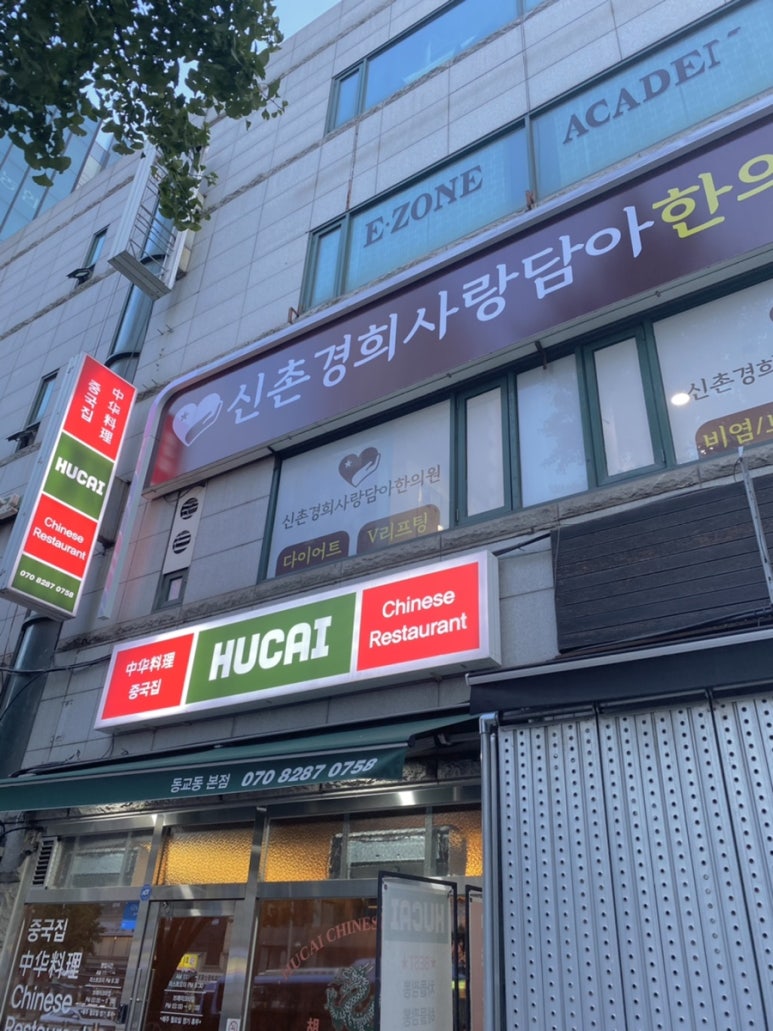 E·ZONE ACADE
신촌경희사랑담아한의
신촌경희사랑담아한의원
다이어트
V리프팅
신촌경희
비염/
中华料理
중국집
HUCAI
Chinese
Restaurant
070 8287 0758
中华料理
중국집
HUCAI
Chinese
Restaurant
동교동 본점 070 8287 0758
중국집
中华料理
Chinese
HUCAI CHINES
HUCAI
BEST